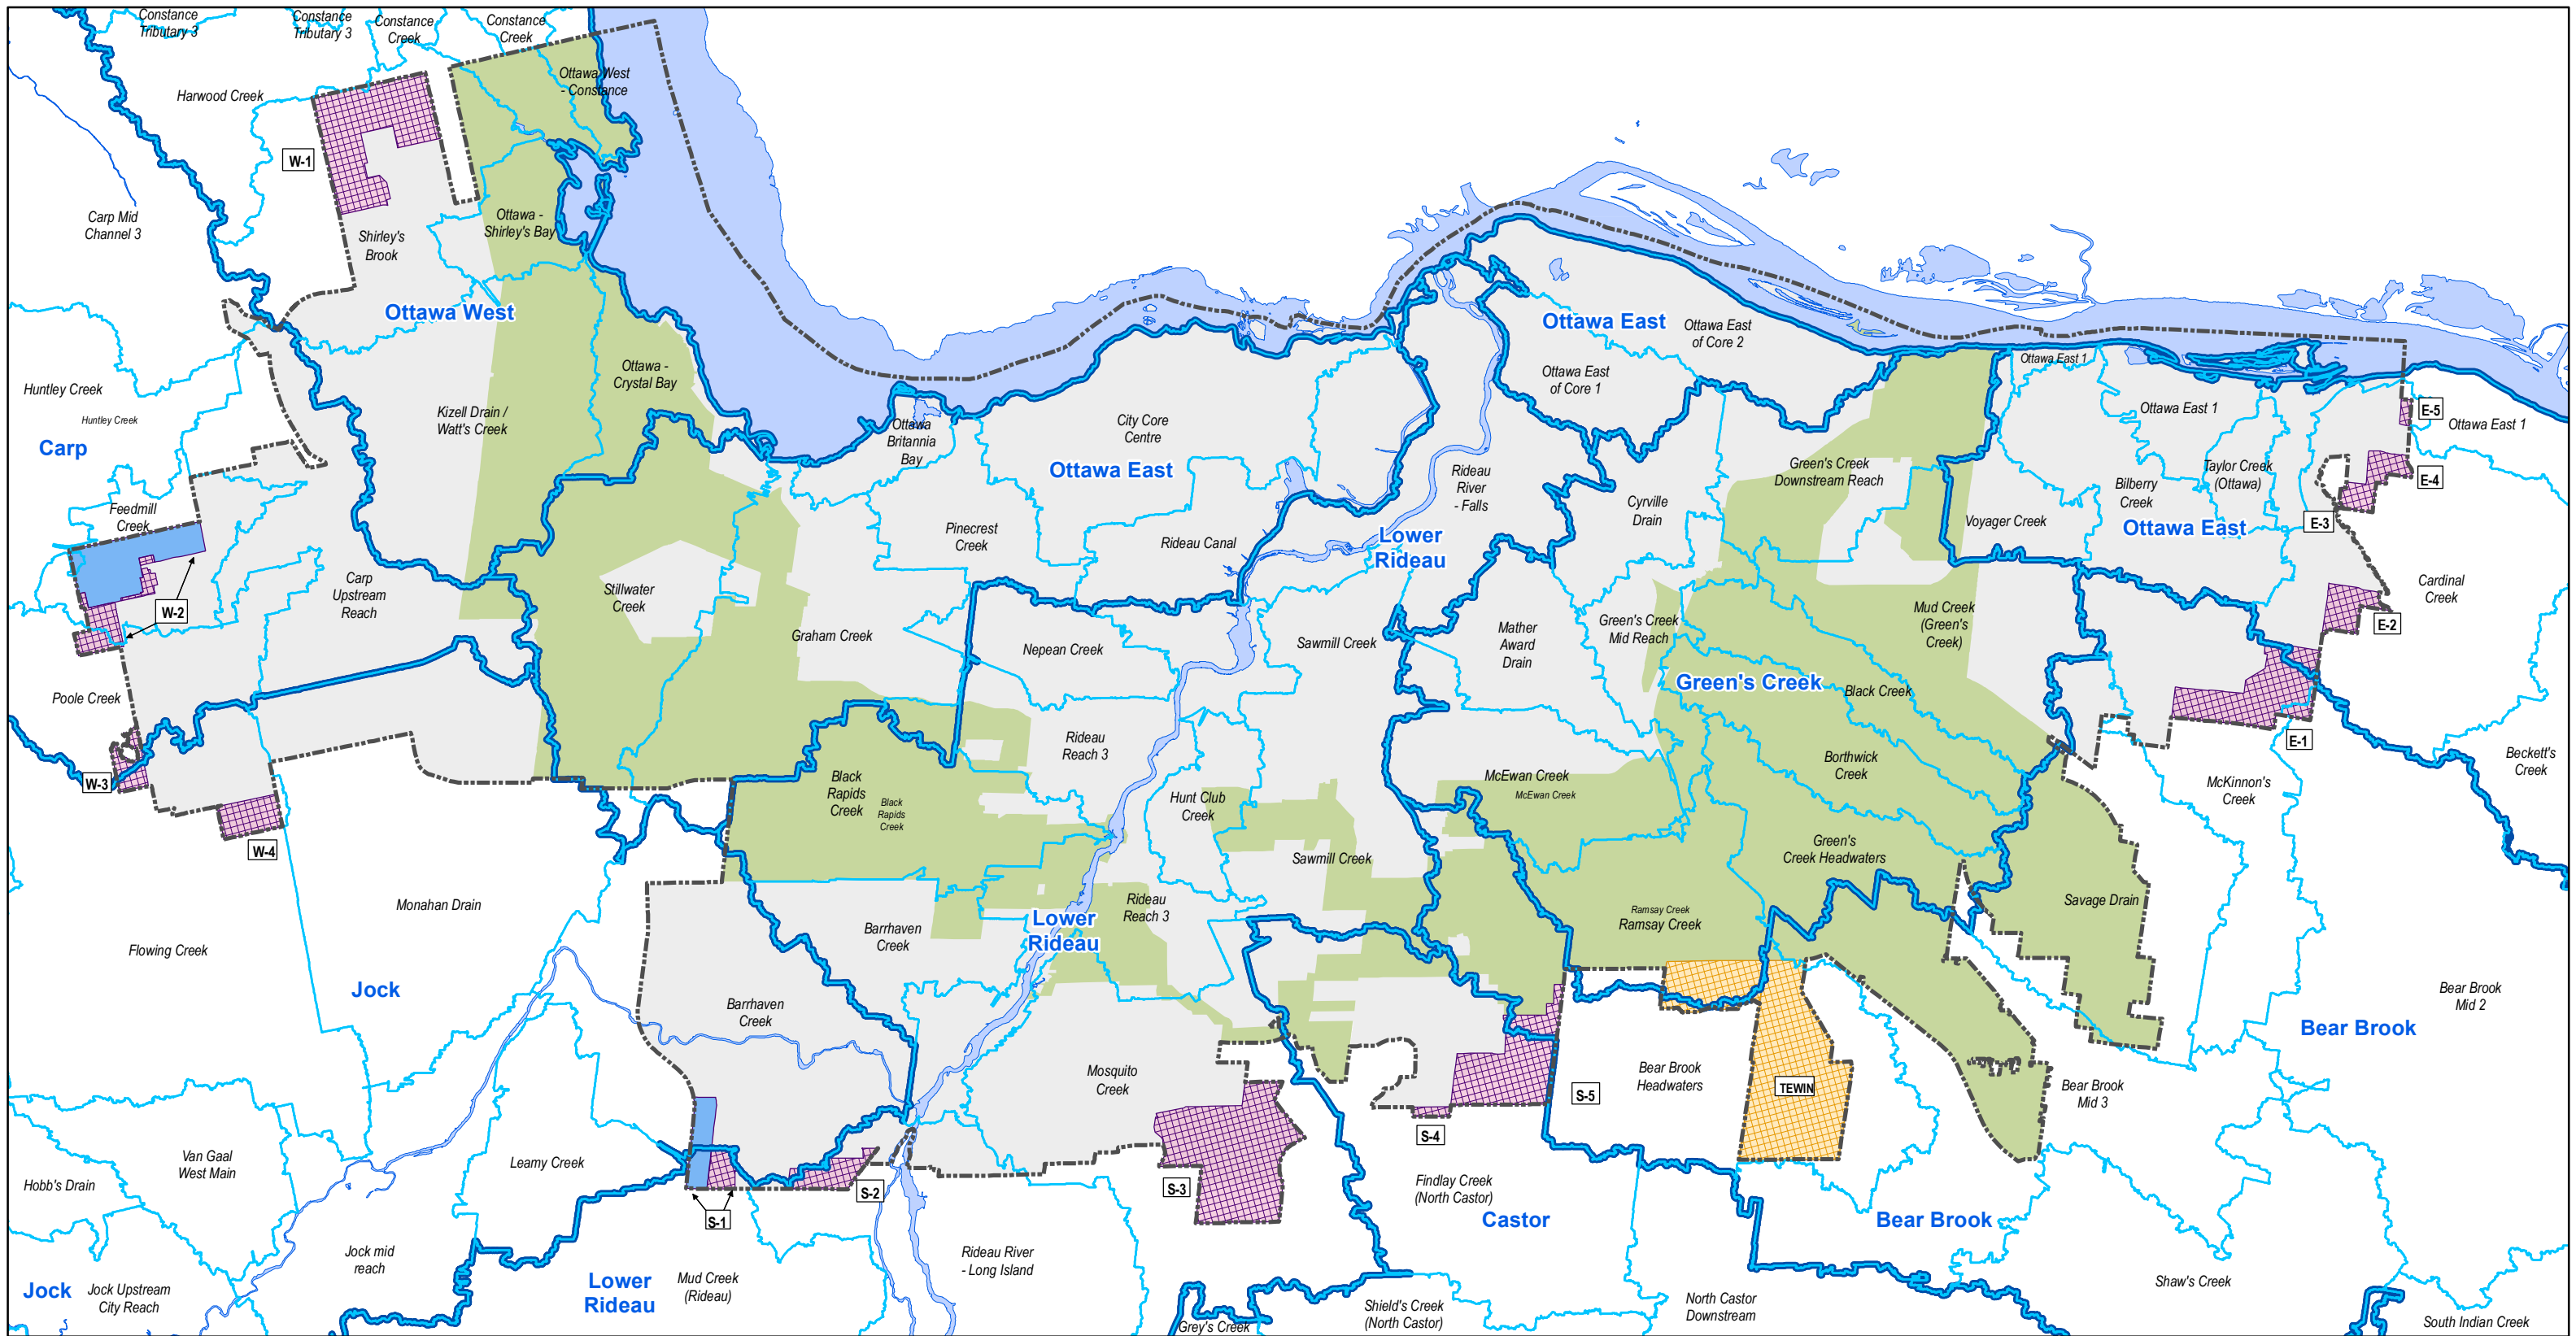 Constance
Tributary 3
Constance
Tributary 3
Constance
Creek
Constance
Creek
Ottawa West
- Constance
Harwood Creek
W-1
Carp Mid
Channel 3
Shirley's
Brook
Ottawa -
Shirley's Bay
Ottawa West
Ottawa East
Ottawa East
of Core 2
Ottawa East
of Core 1
Ottawa East 1
Huntley Creek
Huntley Creek
Carp
Kizell Drain /
Watt's Creek
Ottawa -
Crystal Bay
Ottawa
Britannia
Bay
City Core
Centre
Ottawa East
Ottawa East 1
E-5
Ottawa East 1
Rideau
River
- Falls
Green's Creek
Downstream Reach
Taylor Creek
(Ottawa)
Bilberry
Creek
E-4
E-3
Feedmill
Creek
Pinecrest
Creek
Rideau Canal
Lower
Rideau
Cyrville
Drain
Voyager Creek
Ottawa East
W-2
Carp
Upstream
Reach
Stillwater
Creek
Graham Creek
Nepean Creek
Sawmill Creek
Mather
Award
Drain
Green's Creek
Mid Reach
Mud Creek
(Green's
Creek)
Cardinal
Creek
E-2
Poole Creek
Green's Creek
Black Creek
E-1
W-3
W-4
Rideau
Reach 3
Black
Rapids
Creek
Black
Rapids
Creek
Hunt Club
Creek
McEwan Creek
McEwan Creek
Borthwick
Creek
McKinnon's
Creek
Beckett's
Creek
Sawmill Creek
Green's
Creek Headwaters
Monahan Drain
Flowing Creek
Barrhaven
Creek
Lower
Rideau
Rideau
Reach 3
Ramsay Creek
Ramsay Creek
Savage Drain
Jock
Barrhaven
Creek
Bear Brook
Mid 2
Bear Brook
Mosquito
Creek
S-5
Bear Brook
Headwaters
TEWIN
Bear Brook
Mid 3
S-4
Van Gaal
West Main
Hobb's Drain
Leamy Creek
S-1
S-2
S-3
Findlay Creek
(North Castor)
Castor
Bear Brook
Jock mid
reach
Jock
Jock Upstream
City Reach
Lower
Rideau
Mud Creek
(Rideau)
Rideau River
- Long Island
Grey's Creek
Shield's Creek
(North Castor)
North Castor
Downstream
Shaw's Creek
South Indian Creek